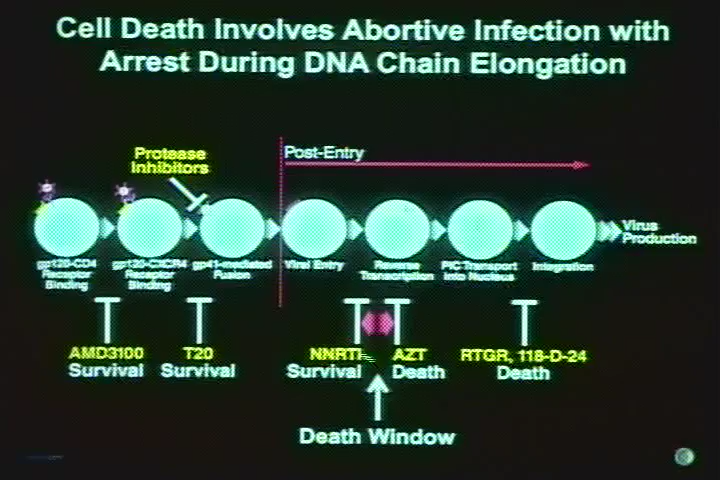 Cell Death Involves Abortive Infection with
Arrest During DNA Chain Elongation
Protease
Inhibitors
Post-Entry
gp120-CD4
Receptor
Binding
gp120-CXCR4
Receptor
Binding
gp41-mediated
Fusion
Viral Entry
Reverse
Transcription
PIC Transport
into Nucleus
Integration
Virus
Production
AMD3100
Survival
T20
Survival
NNRTI
Survival
AZT
Death
RTGR, 118-D-24
Death
Death Window